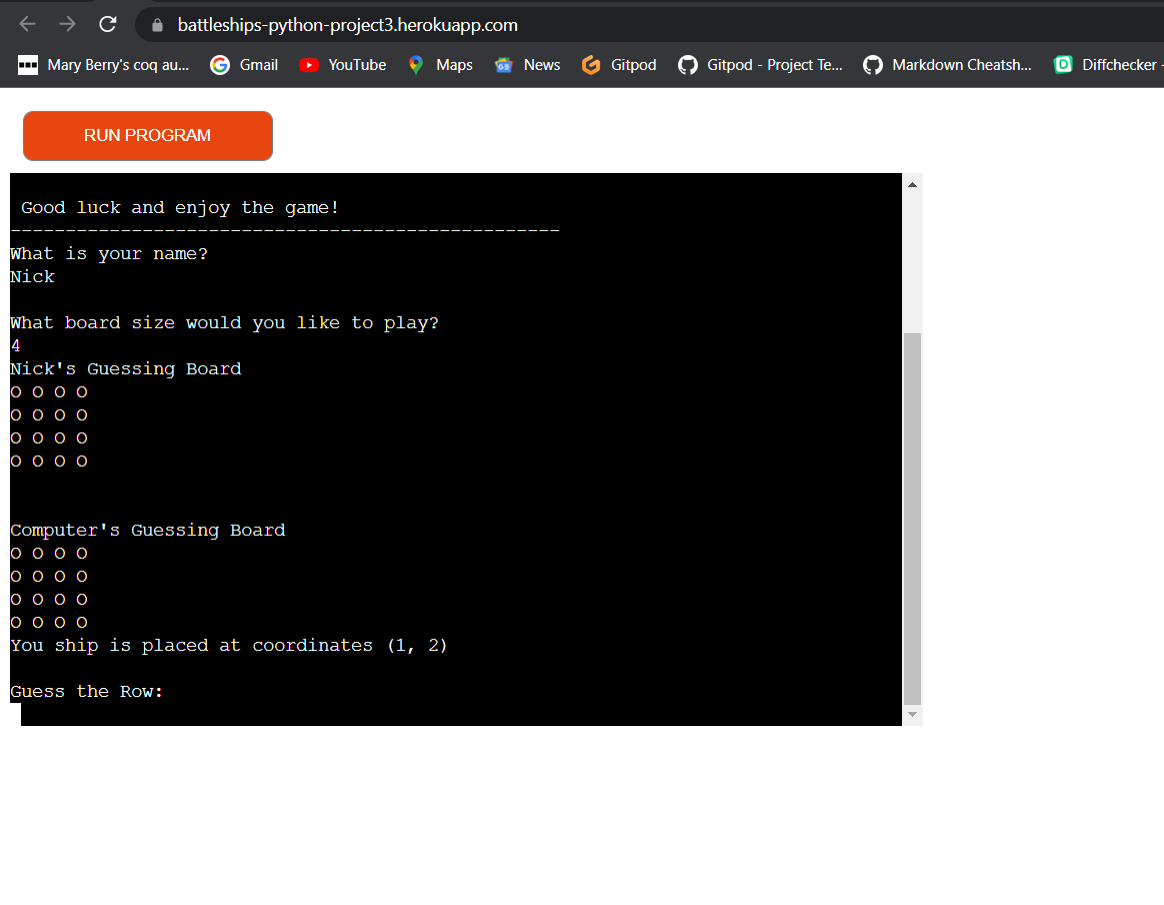 battleships-python-project3.herokuapp.com
Mary Berry's coq au... Gmail YouTube Maps News Gitpod Gitpod - Project Te... Markdown Cheatsh... Diffchecker -
RUN PROGRAM
Good luck and enjoy the game!
--------------------------------------------------
What is your name?
Nick
What board size would you like to play?
4
Nick's Guessing Board
O O O O
O O O O
O O O O
O O O O
Computer's Guessing Board
O O O O
O O O O
O O O O
O O O O
You ship is placed at coordinates (1, 2)
Guess the Row: